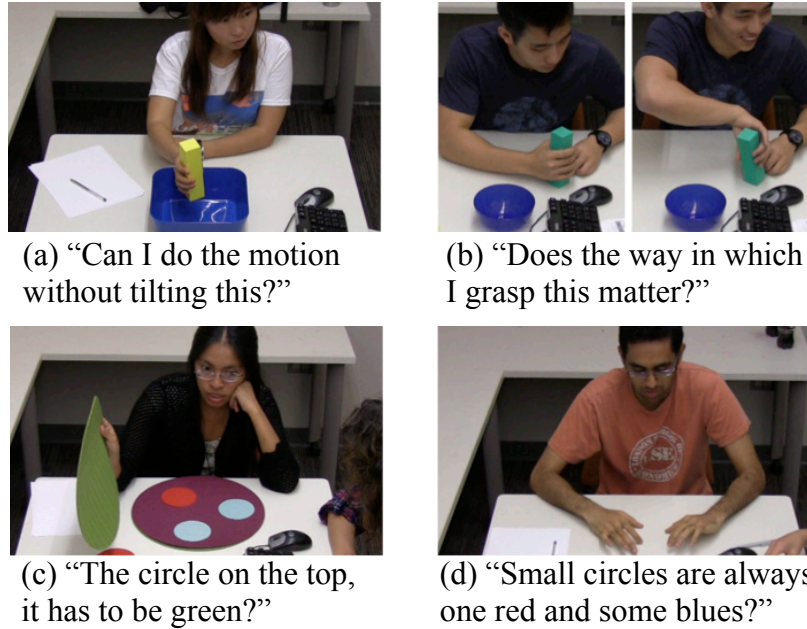 (a) “Can I do the motion
without tilting this?”
(b) “Does the way in which
I grasp this matter?”
SE
(c) “The circle on the top,
it has to be green?”
(d) “Small circles are always
one red and some blues?”